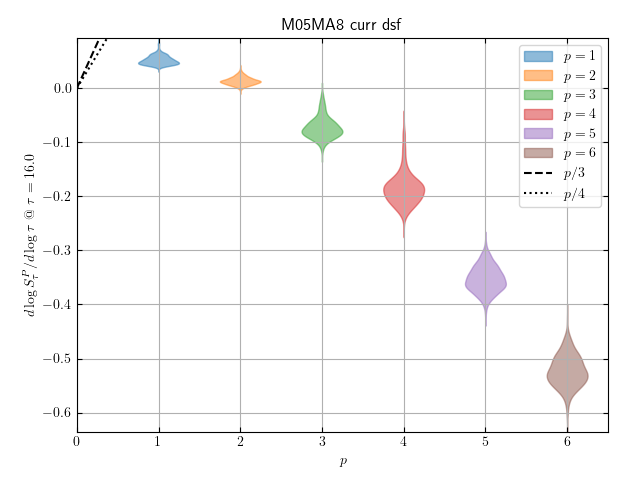 M05MA8 curr dsf
d log S_τ^P / d log τ @ τ = 16.0
0.0
−0.1
−0.2
−0.3
−0.4
−0.5
−0.6
0 1 2 3 4 5 6
p
p = 1
p = 2
p = 3
p = 4
p = 5
p = 6
p/3
p/4